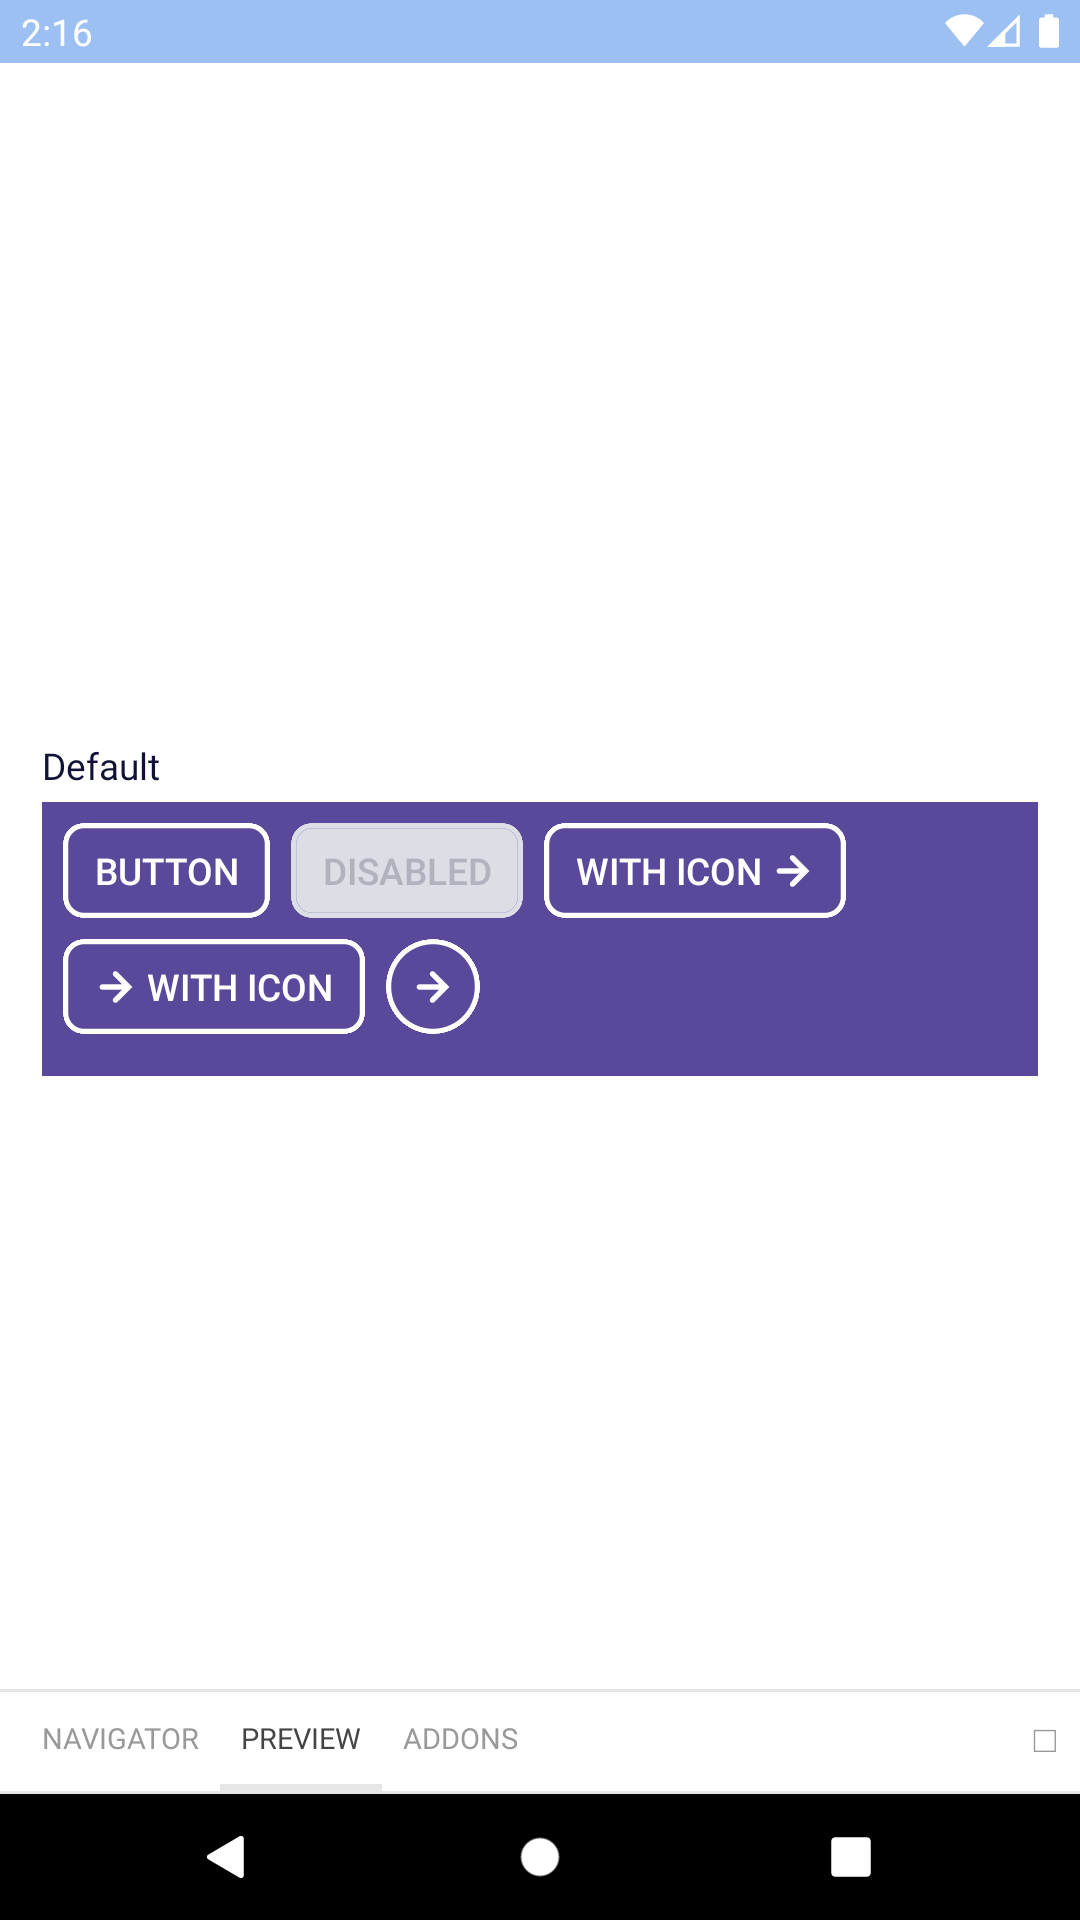 2:16
Default
BUTTON DISABLED WITH ICON
WITH ICON
NAVIGATOR PREVIEW ADDONS